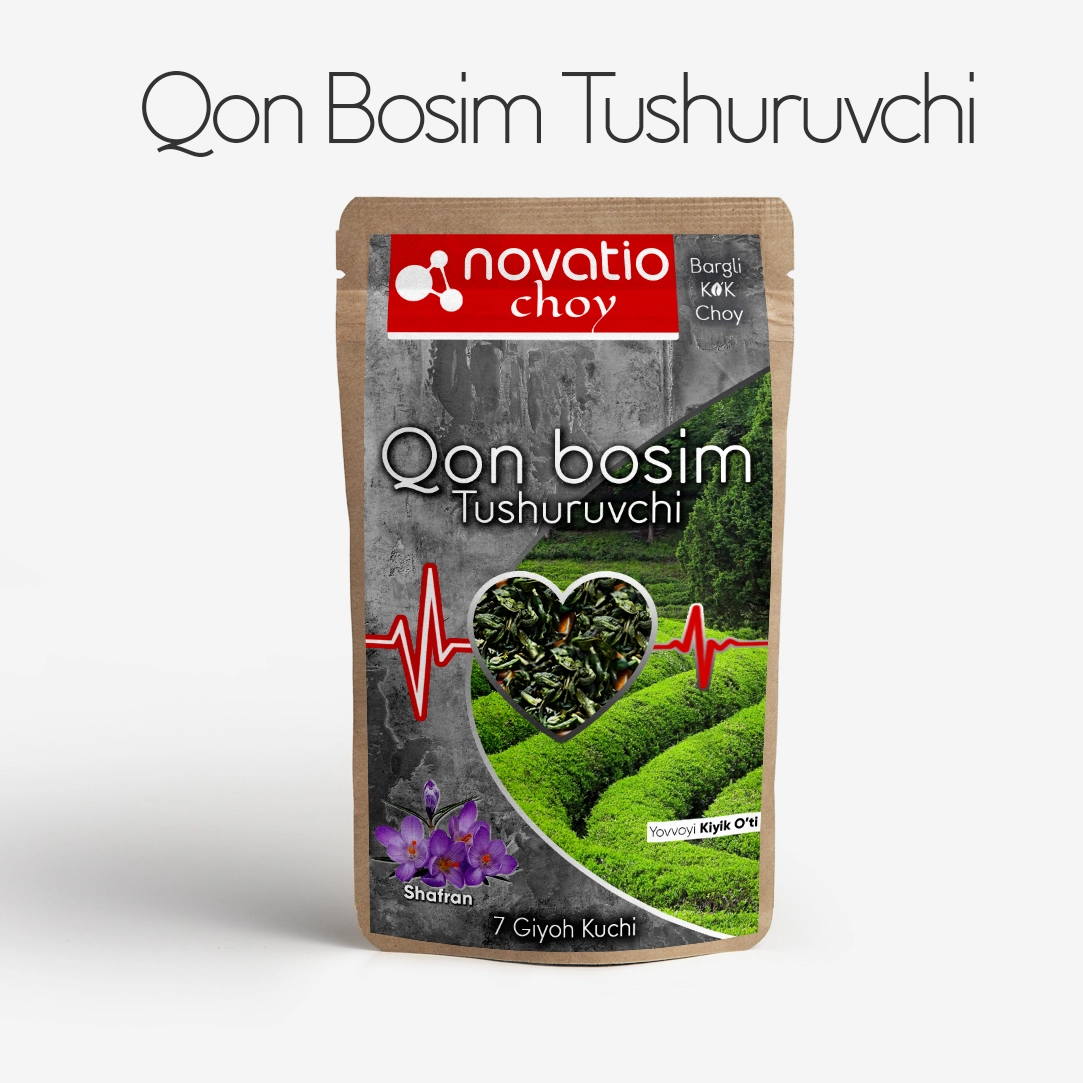 Qon Bosim Tushuruvchi
novatio
choy
Bargli
KO'K
Choy
Qon bosim
Tushuruvchi
Yovvoyi Kiyik O'ti
Shafran
7 Giyoh Kuchi